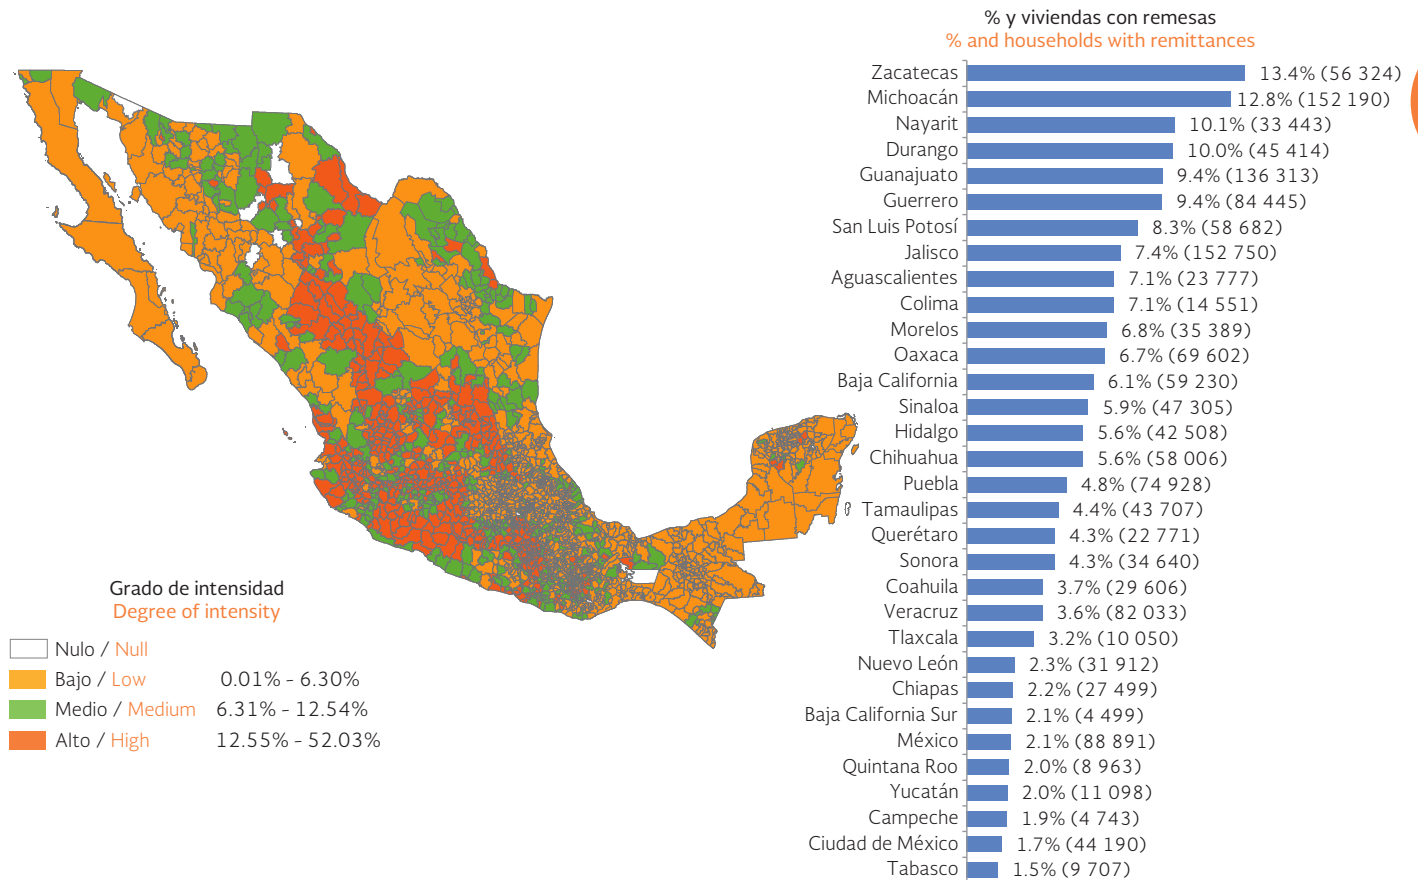 % y viviendas con remesas
% and households with remittances
Zacatecas 13.4% (56 324)
Michoacán 12.8% (152 190)
Nayarit 10.1% (33 443)
Durango 10.0% (45 414)
Guanajuato 9.4% (136 313)
Guerrero 9.4% (84 445)
San Luis Potosí 8.3% (58 682)
Jalisco 7.4% (152 750)
Aguascalientes 7.1% (23 777)
Colima 7.1% (14 551)
Morelos 6.8% (35 389)
Oaxaca 6.7% (69 602)
Baja California 6.1% (59 230)
Sinaloa 5.9% (47 305)
Hidalgo 5.6% (42 508)
Chihuahua 5.6% (58 006)
Puebla 4.8% (74 928)
Tamaulipas 4.4% (43 707)
Querétaro 4.3% (22 771)
Sonora 4.3% (34 640)
Coahuila 3.7% (29 606)
Veracruz 3.6% (82 033)
Tlaxcala 3.2% (10 050)
Nuevo León 2.3% (31 912)
Chiapas 2.2% (27 499)
Baja California Sur 2.1% (4 499)
México 2.1% (88 891)
Quintana Roo 2.0% (8 963)
Yucatán 2.0% (11 098)
Campeche 1.9% (4 743)
Ciudad de México 1.7% (44 190)
Tabasco 1.5% (9 707)
Grado de intensidad
Degree of intensity
Nulo / Null
Bajo / Low 0.01% - 6.30%
Medio / Medium 6.31% - 12.54%
Alto / High 12.55% - 52.03%